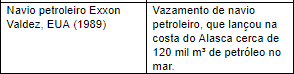 Navio petroleiro Exxon
Valdez, EUA (1989)
Vazamento de navio
petroleiro, que lançou na
costa do Alasca cerca de
120 mil m³ de petróleo no
mar.